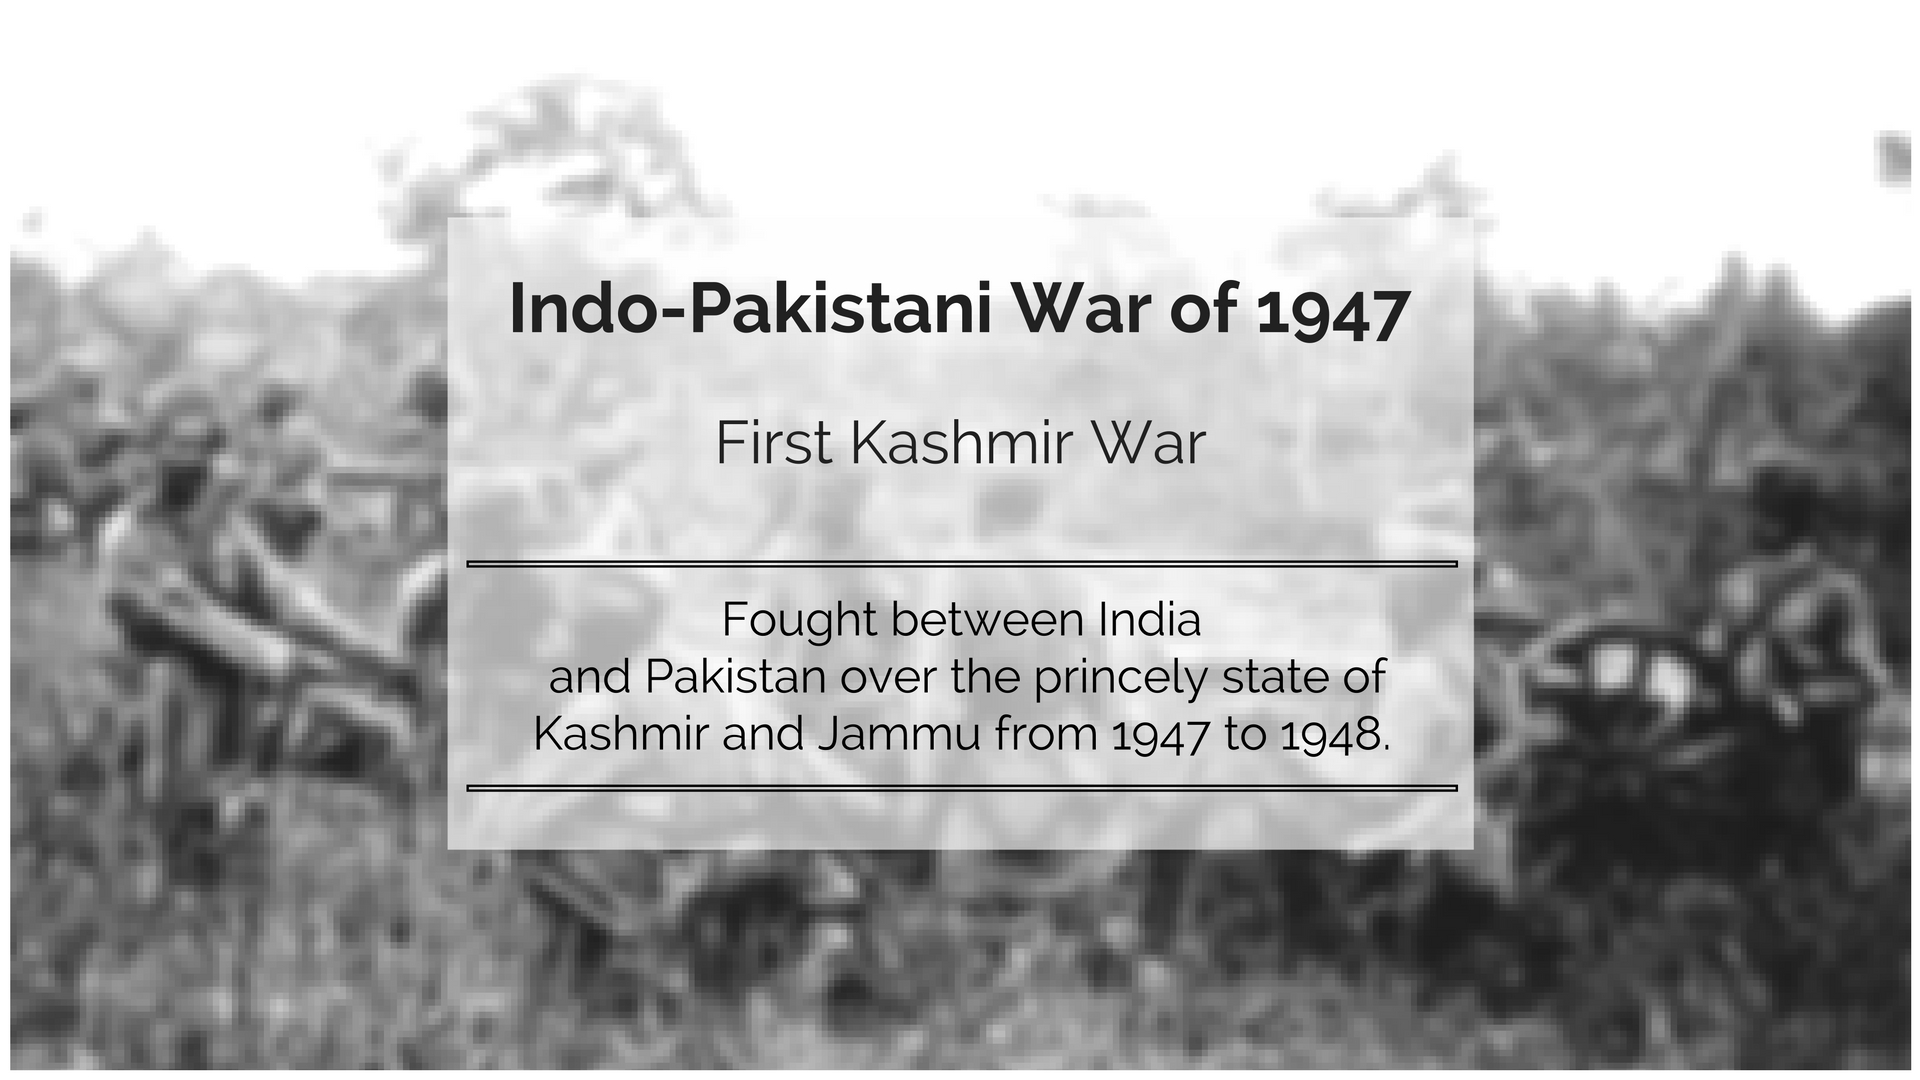 Indo-Pakistani War of 1947
First Kashmir War
Fought between India
and Pakistan over the princely state of
Kashmir and Jammu from 1947 to 1948.